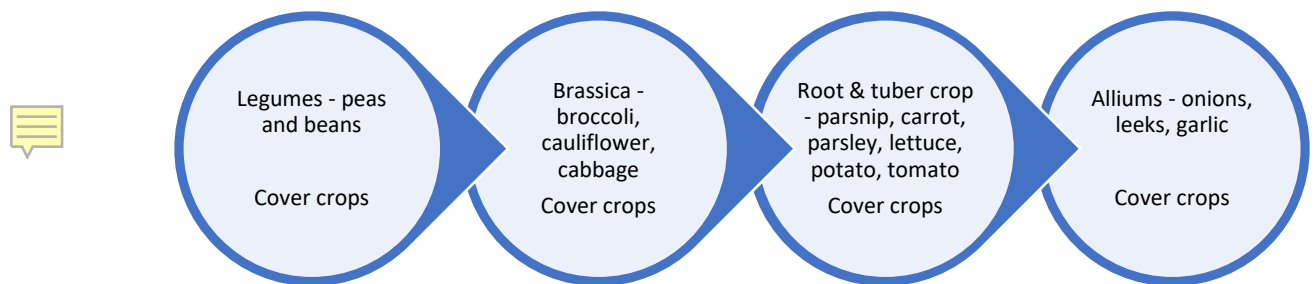 Legumes - peas
and beans
Cover crops
Brassica -
broccoli,
cauliflower,
cabbage
Cover crops
Root & tuber crop
- parsnip, carrot,
parsley, lettuce,
potato, tomato
Cover crops
Alliums - onions,
leeks, garlic
Cover crops